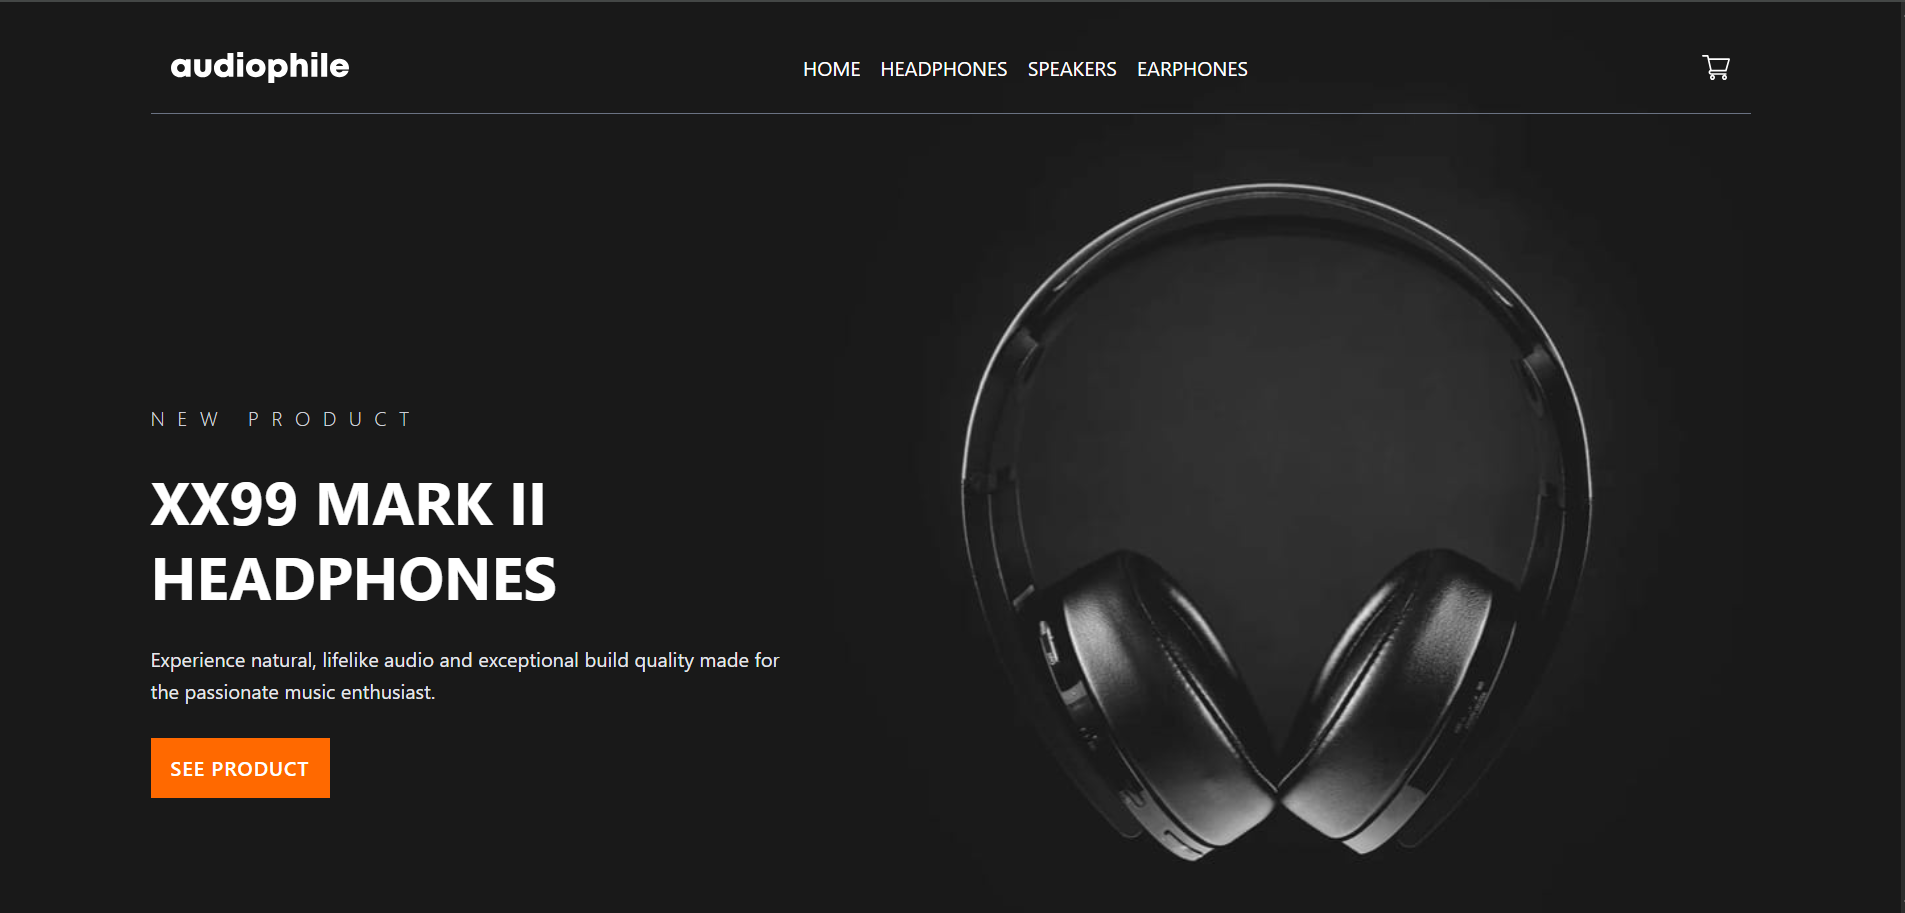 audiophile
HOME HEADPHONES SPEAKERS EARPHONES
NEW PRODUCT
XX99 MARK II
HEADPHONES
Experience natural, lifelike audio and exceptional build quality made for
the passionate music enthusiast.
SEE PRODUCT